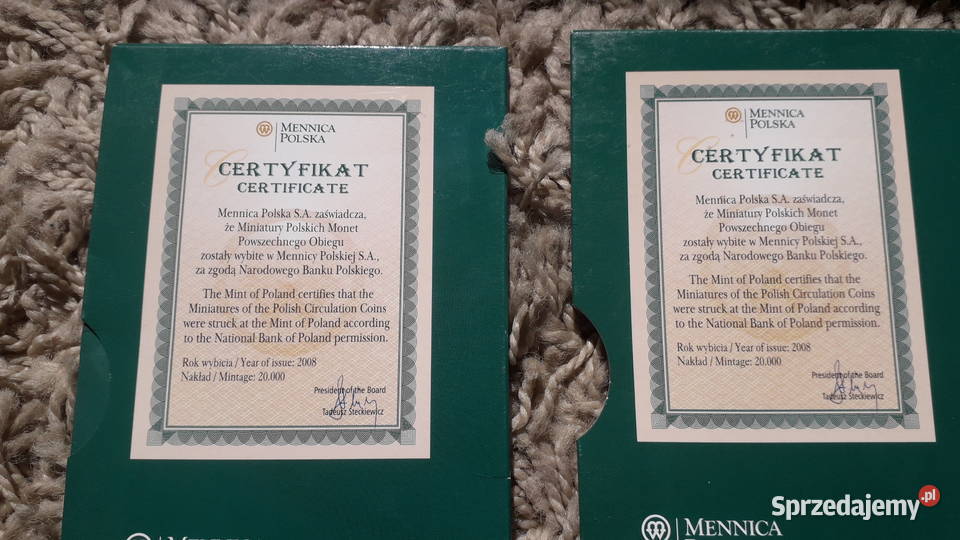 MENNICA
POLSKA
CERTYFIKAT
CERTIFICATE
Mennica Polska S.A. zaświadcza,
że Miniatury Polskich Monet
Powszechnego Obiegu
zostały wybite w Mennicy Polskiej S.A.,
za zgodą Narodowego Banku Polskiego.
The Mint of Poland certifies that the
Miniatures of the Polish Circulation Coins
were struck at the Mint of Poland according
to the National Bank of Poland permission.
Rok wybicia / Year of issue: 2008
Nakład / Mintage: 20.000
President of the Board
Tadeusz Steckiewicz
MENNICA
MENNICA
POLSKA
CERTYFIKAT
CERTIFICATE
Mennica Polska S.A. zaświadcza,
że Miniatury Polskich Monet
Powszechnego Obiegu
zostały wybite w Mennicy Polskiej S.A.,
za zgodą Narodowego Banku Polskiego.
The Mint of Poland certifies that the
Miniatures of the Polish Circulation Coins
were struck at the Mint of Poland according
to the National Bank of Poland permission.
Rok wybicia / Year of issue: 2008
Nakład / Mintage: 20.000
President of the Board
Tadeusz Steckiewicz
MENNICA
Sprzedajemy.pl